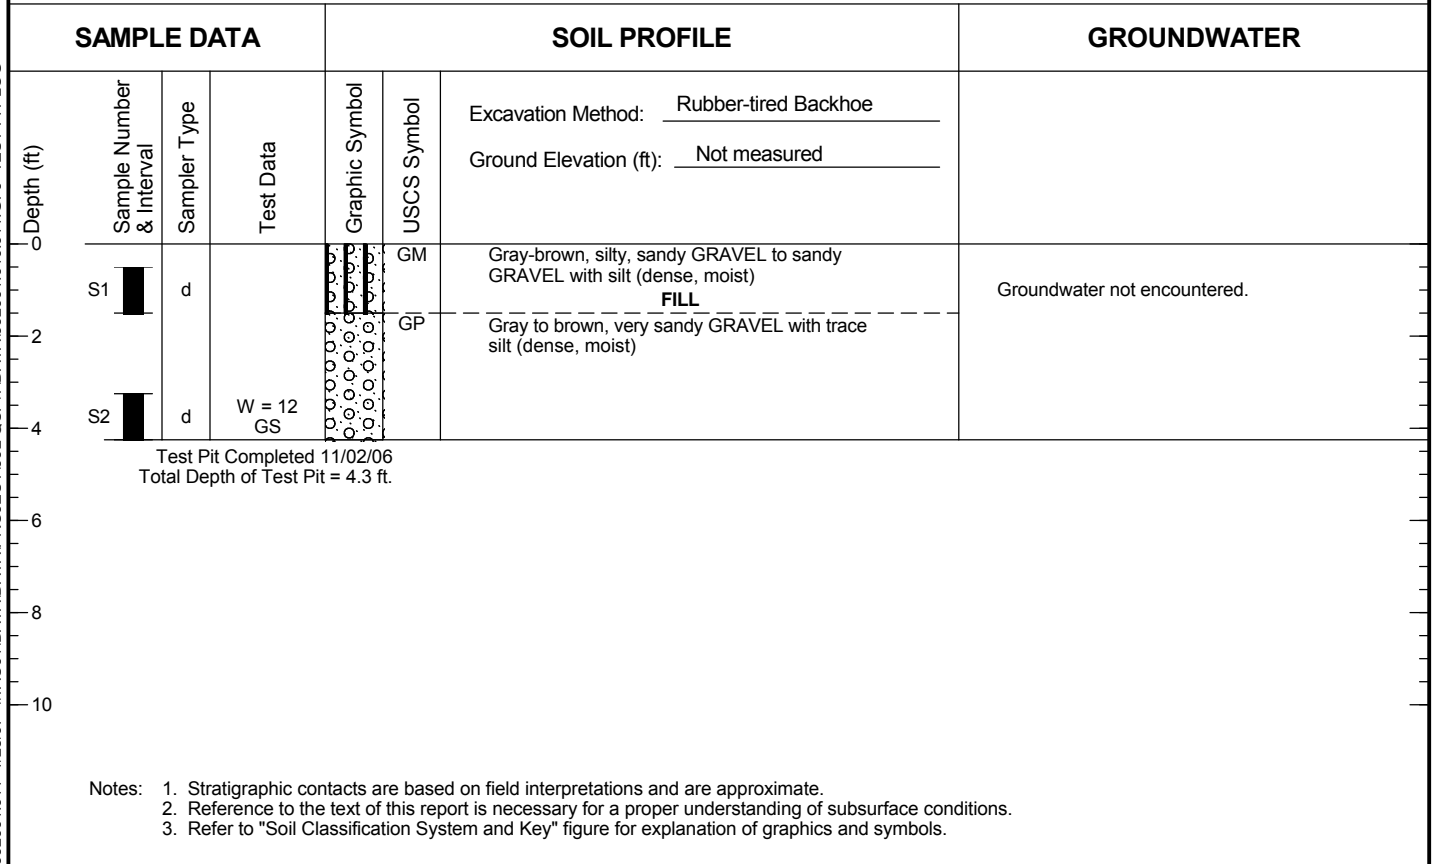 SAMPLE DATA
SOIL PROFILE
GROUNDWATER
Depth (ft)
Sample Number
& Interval
Sampler Type
Test Data
Graphic Symbol
USCS Symbol
Excavation Method: Rubber-tired Backhoe
Ground Elevation (ft): Not measured
0
GM
Gray-brown, silty, sandy GRAVEL to sandy
GRAVEL with silt (dense, moist)
FILL
S1
d
Groundwater not encountered.
GP
Gray to brown, very sandy GRAVEL with trace
silt (dense, moist)
2
S2
d
W = 12
GS
4
Test Pit Completed 11/02/06
Total Depth of Test Pit = 4.3 ft.
6
8
10
Notes: 1. Stratigraphic contacts are based on field interpretations and are approximate.
2. Reference to the text of this report is necessary for a proper understanding of subsurface conditions.
3. Refer to "Soil Classification System and Key" figure for explanation of graphics and symbols.